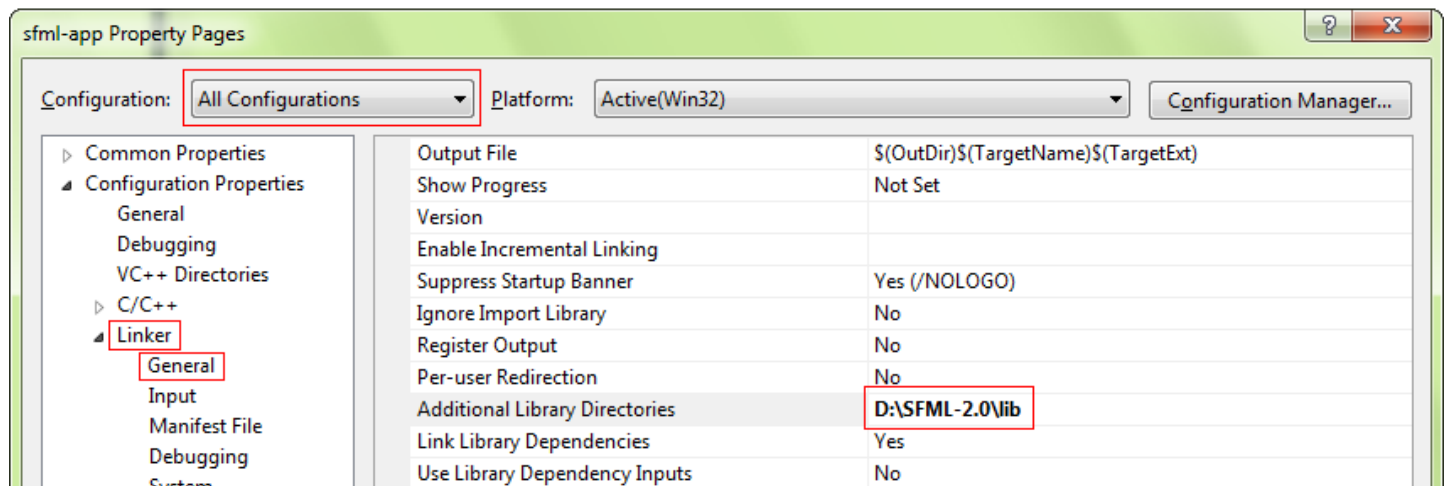 sfml-app Property Pages
?
Configuration: All Configurations Platform: Active(Win32) Configuration Manager...
Common Properties
Configuration Properties
General
Debugging
VC++ Directories
C/C++
Linker
General
Input
Manifest File
Debugging
System
Output File $(OutDir)$(TargetName)$(TargetExt)
Show Progress Not Set
Version
Enable Incremental Linking
Suppress Startup Banner Yes (/NOLOGO)
Ignore Import Library No
Register Output No
Per-user Redirection No
Additional Library Directories D:\SFML-2.0\lib
Link Library Dependencies Yes
Use Library Dependency Inputs No